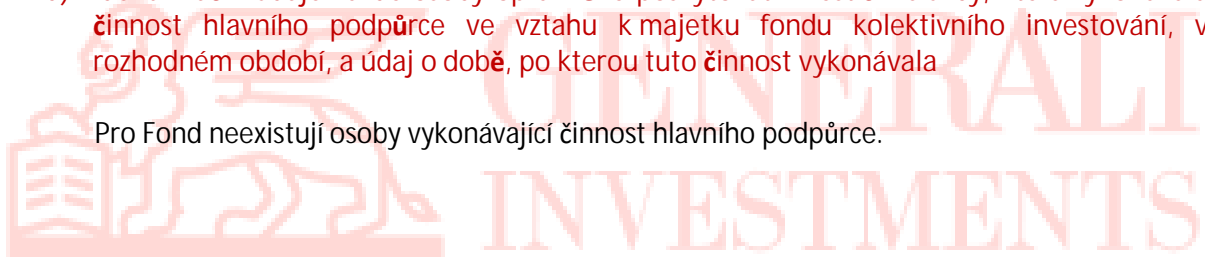 činnost hlavního podpůrce ve vztahu k majetku fondu kolektivního investování, v
rozhodném období, a údaj o době, po kterou tuto činnost vykonávala
Pro Fond neexistují osoby vykonávající činnost hlavního podpůrce.
GENERALI
INVESTMENTS